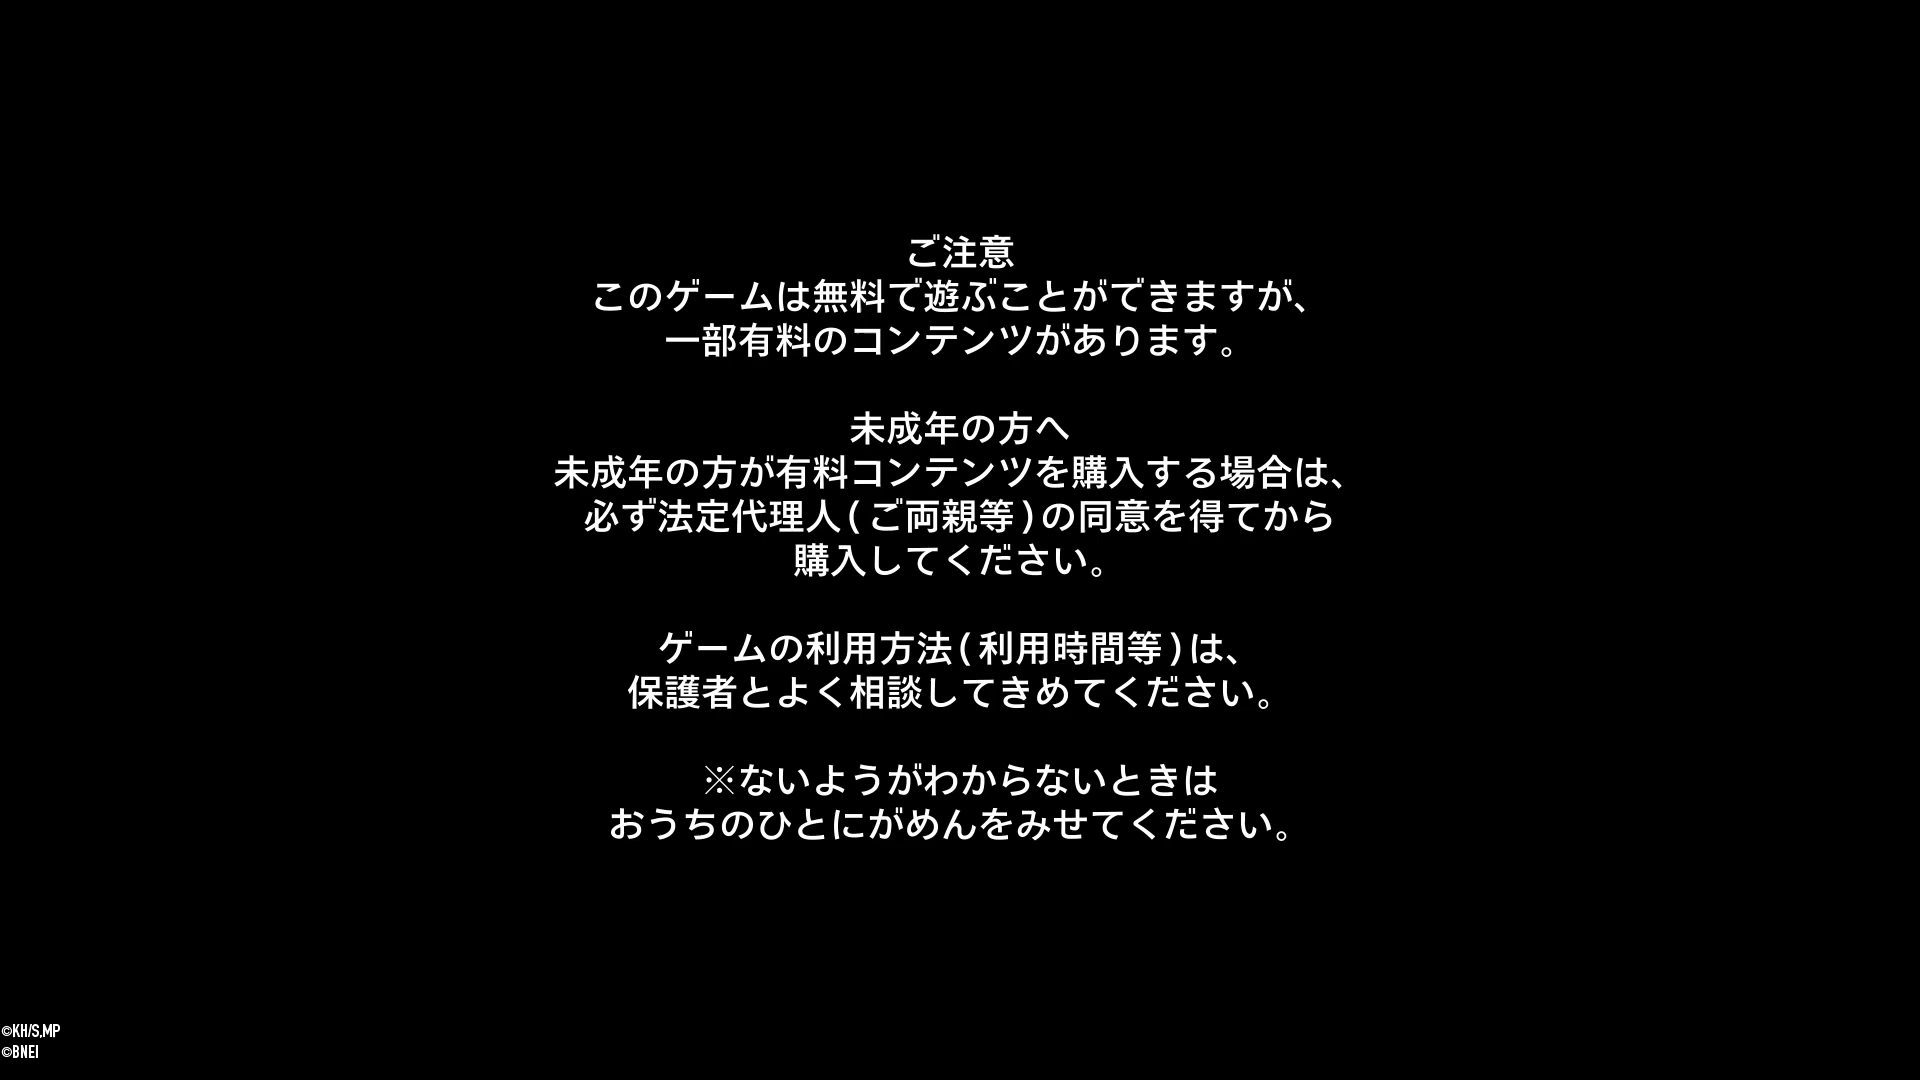 ご注意
このゲームは無料で遊ぶことができますが、
一部有料のコンテンツがあります。
未成年の方へ
未成年の方が有料コンテンツを購入する場合は、
必ず法定代理人(ご両親等)の同意を得てから
購入してください。
ゲームの利用方法(利用時間等)は、
保護者とよく相談してきめてください。
※ないようがわからないときは
おうちのひとにがめんをみせてください。
©KH/S,MP
©BNEI